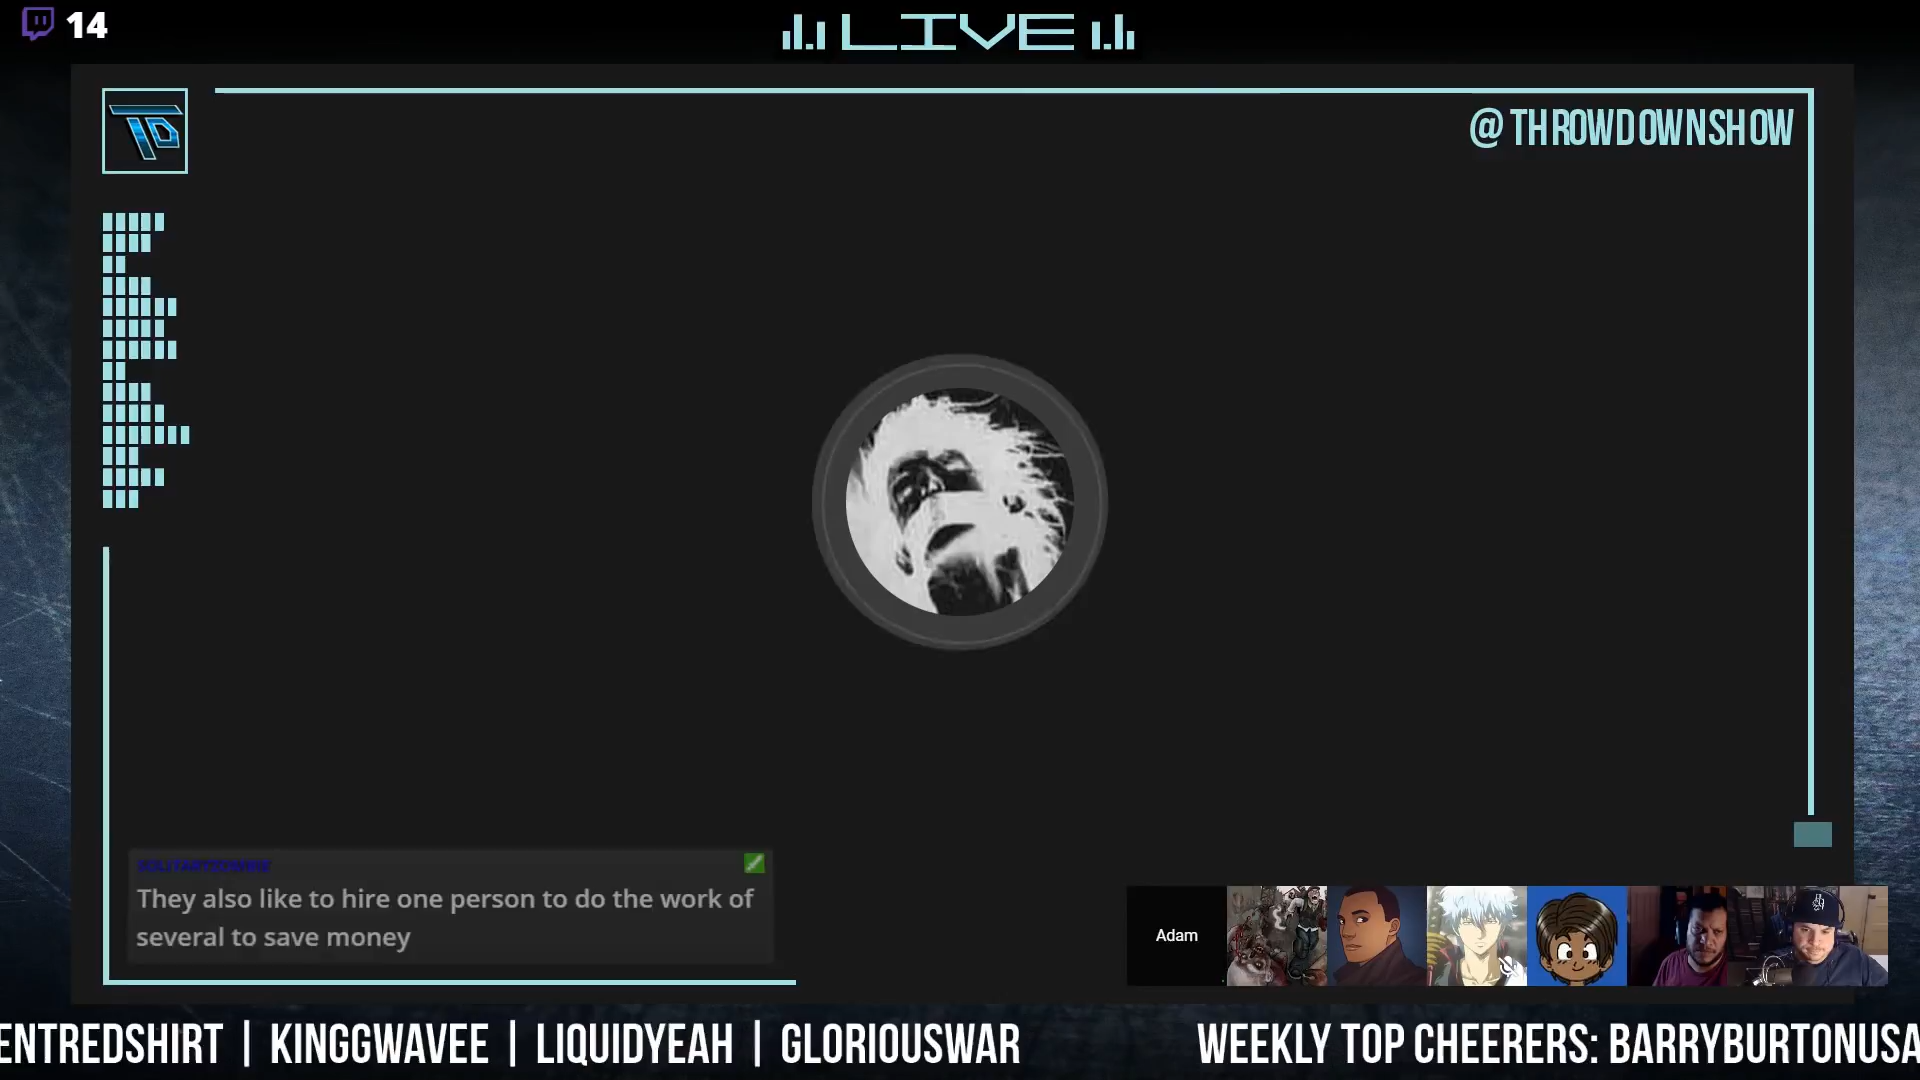 14
LIVE
TD
@THROWDOWNSHOW
They also like to hire one person to do the work of
several to save money
Adam
ENTREDSHIRT | KINGGWAVEE | LIQUIDYEAH | GLORIOUSWAR WEEKLY TOP CHEERERS: BARRYBURTONUSA